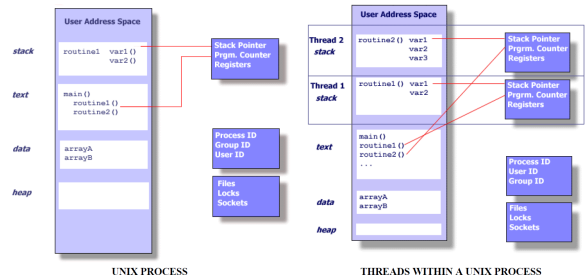 User Address Space
stack
routine1 var1()
var2()
Stack Pointer
Prgrm. Counter
Registers
text
main()
routine1()
routine2()
data
arrayA
arrayB
Process ID
Group ID
User ID
heap
Files
Locks
Sockets
UNIX PROCESS
User Address Space
Thread 2
stack
routine2() var1
var2
var3
Stack Pointer
Prgrm. Counter
Registers
Thread 1
stack
routine1() var1
var2
Stack Pointer
Prgrm. Counter
Registers
text
main()
routine1()
routine2()
...
Process ID
User ID
Group ID
data
arrayA
arrayB
Files
Locks
Sockets
heap
THREADS WITHIN A UNIX PROCESS